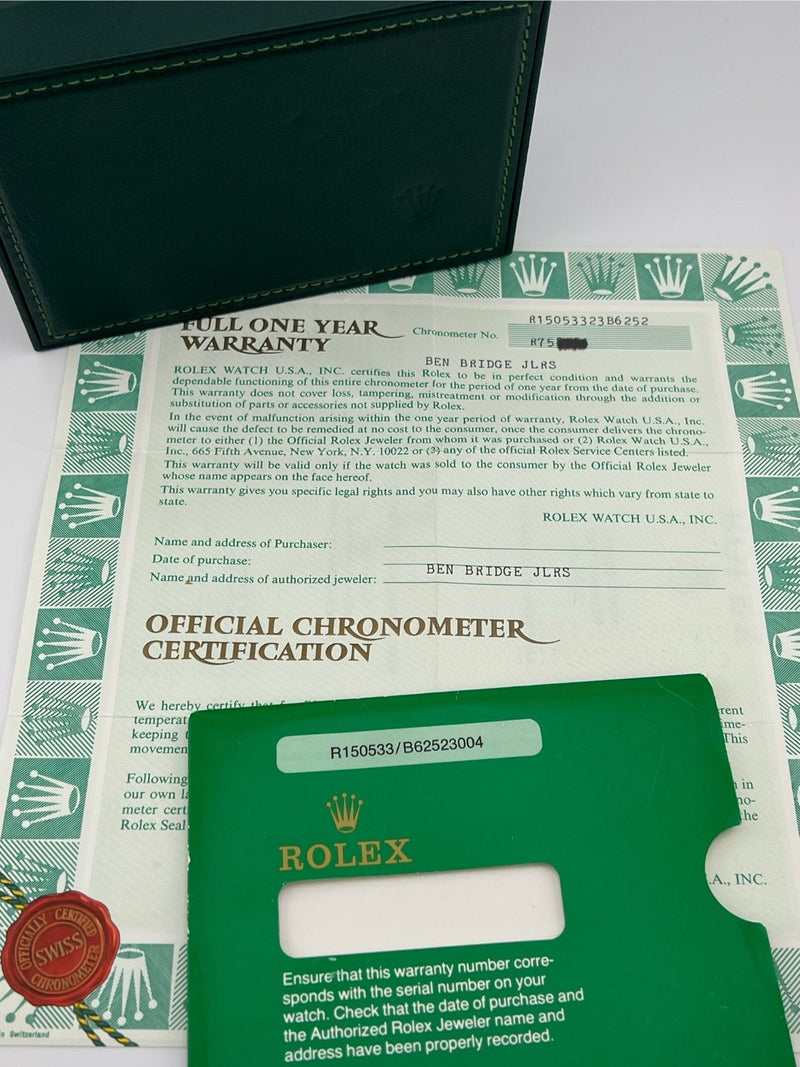 FULL ONE YEAR
WARRANTY
Chronometer No.
R15053323B6252
R75
BEN BRIDGE JLRS
ROLEX WATCH U.S.A., INC. certifies this Rolex to be in perfect condition and warrants the
dependable functioning of this entire chronometer for the period of one year from the date of purchase.
This warranty does not cover loss, tampering, mistreatment or modification through the addition or
substitution of parts or accessories not supplied by Rolex.
In the event of malfunction arising within the one year period of warranty, Rolex Watch U.S.A., Inc.
will cause the defect to be remedied at no cost to the consumer, once the consumer delivers the chrono-
meter to either (1) the Official Rolex Jeweler from whom it was purchased or (2) Rolex Watch U.S.A.,
Inc., 665 Fifth Avenue, New York, N.Y. 10022 or (3) any of the official Rolex Service Centers listed.
This warranty will be valid only if the watch was sold to the consumer by the Official Rolex Jeweler
whose name appears on the face hereof.
This warranty gives you specific legal rights and you may also have other rights which vary from state to
state.
ROLEX WATCH U.S.A., INC.
Name and address of Purchaser:
Date of purchase:
Name and address of authorized jeweler:
BEN BRIDGE JLRS
OFFICIAL CHRONOMETER
CERTIFICATION
We hereby certify that
temperat
keeping
movemen
This
Following
our own
in
meter cert
Rolex Seal
he
.A., INC.
R150533/B62523004
ROLEX
Ensure that this warranty number corre-
sponds with the serial number on your
watch. Check that the date of purchase and
the Authorized Rolex Jeweler name and
address have been properly recorded.
OFFICIALLY CERTIFIED
SWISS
CHRONOMETER
in Switzerland